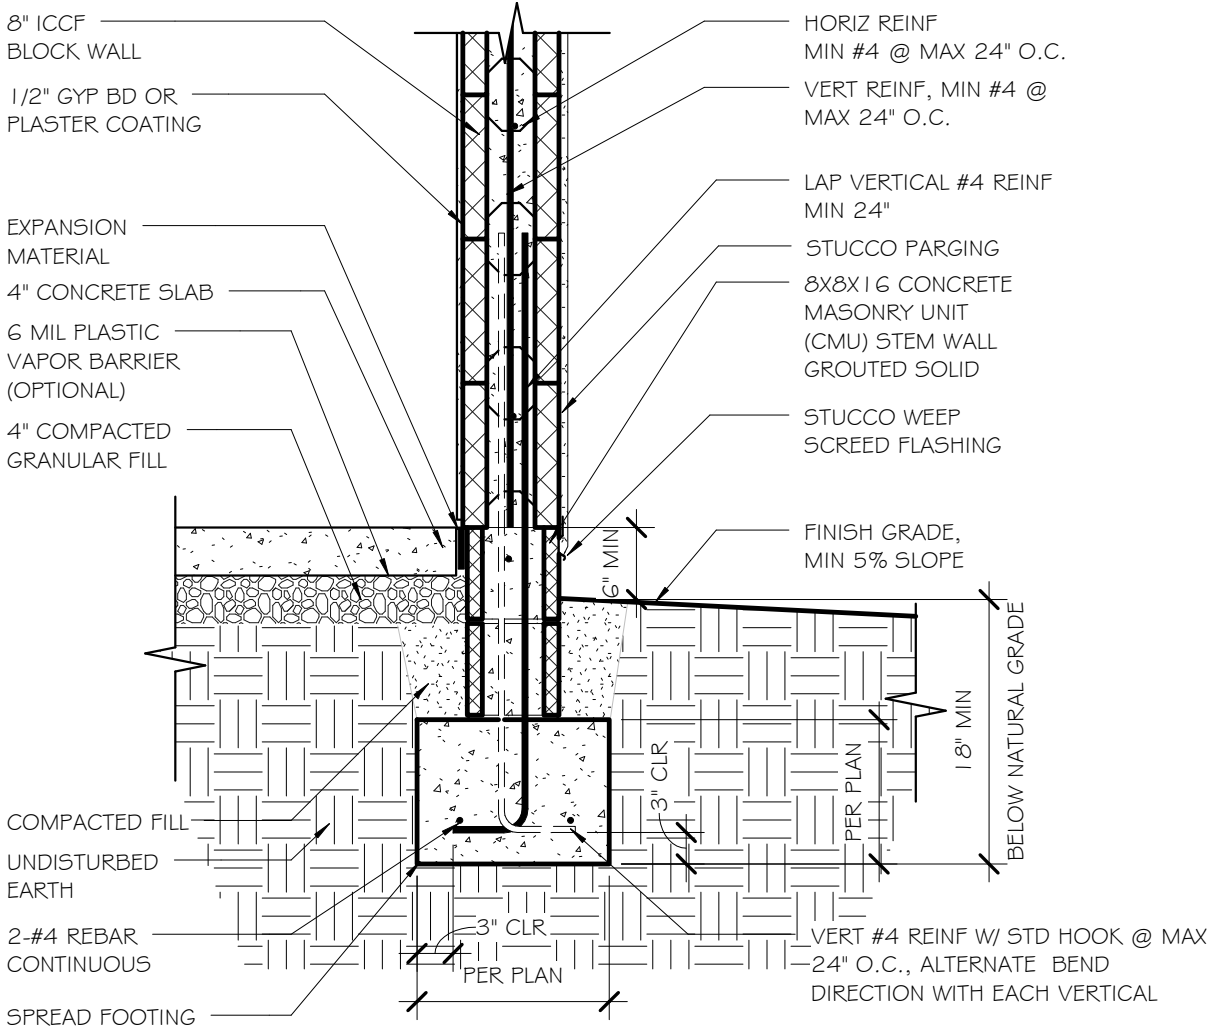 8" ICCF
BLOCK WALL
1/2" GYP BD OR
PLASTER COATING
EXPANSION
MATERIAL
4" CONCRETE SLAB
6 MIL PLASTIC
VAPOR BARRIER
(OPTIONAL)
4" COMPACTED
GRANULAR FILL
COMPACTED FILL
UNDISTURBED
EARTH
2-#4 REBAR
CONTINUOUS
SPREAD FOOTING
HORIZ REINF
MIN #4 @ MAX 24" O.C.
VERT REINF, MIN #4 @
MAX 24" O.C.
LAP VERTICAL #4 REINF
MIN 24"
STUCCO PARGING
8X8X16 CONCRETE
MASONRY UNIT
(CMU) STEM WALL
GROUTED SOLID
STUCCO WEEP
SCREED FLASHING
FINISH GRADE,
MIN 5% SLOPE
6" MIN
18" MIN
BELOW NATURAL GRADE
PER PLAN
3" CLR
3" CLR
PER PLAN
VERT #4 REINF W/ STD HOOK @ MAX
24" O.C., ALTERNATE BEND
DIRECTION WITH EACH VERTICAL